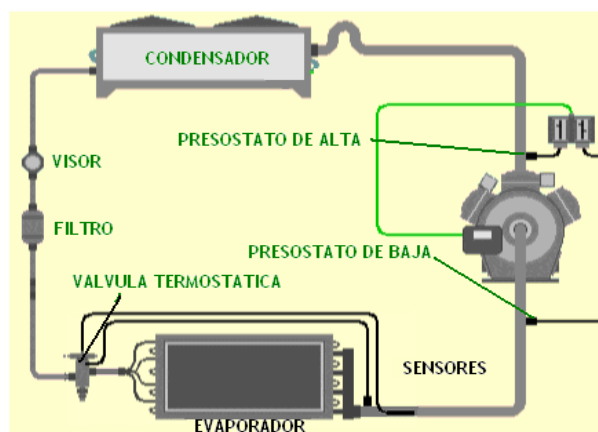 CONDENSADOR
PRESOSTATO DE ALTA
VISOR
FILTRO
PRESOSTATO DE BAJA
VALVULA TERMOSTATICA
SENSORES
EVAPORADOR